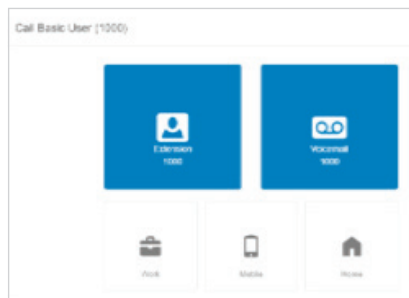 Call Basic User (1000)
Extension
1000
Voicemail
1000
Work
Mobile
Home